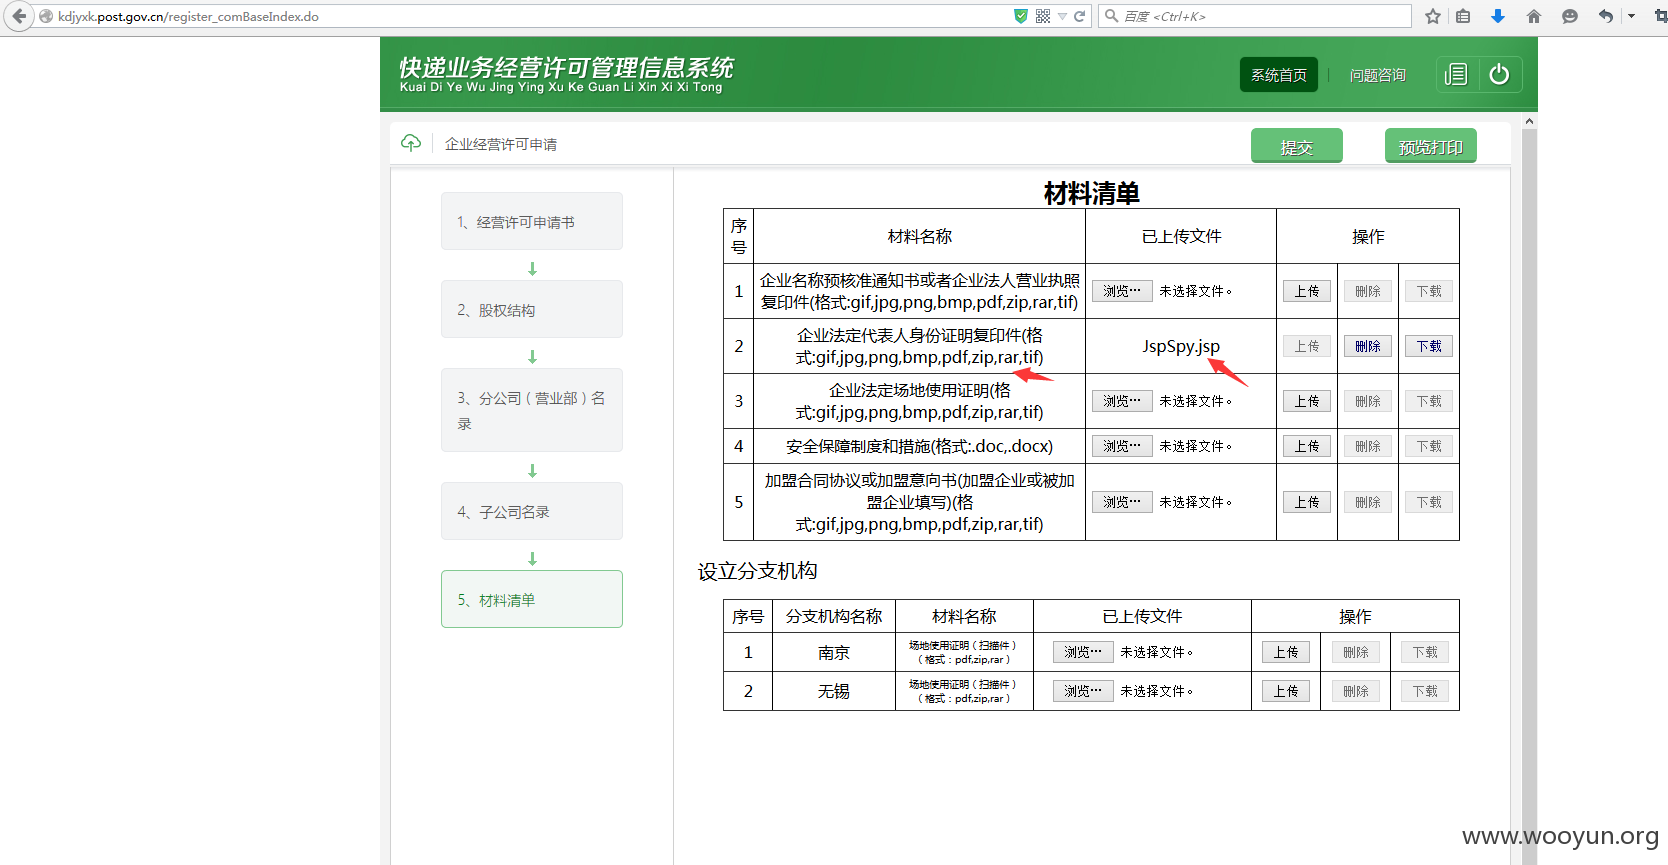 kdjyxk.post.gov.cn/register_comBaseIndex.do
百度 <Ctrl+K>
快递业务经营许可管理信息系统
Kuai Di Ye Wu Jing Ying Xu Ke Guan Li Xin Xi Xi Tong
系统首页
问题咨询
企业经营许可申请
提交
预览打印
1、经营许可申请书
2、股权结构
3、分公司（营业部）名
录
4、子公司名录
5、材料清单
材料清单
序
号
材料名称
已上传文件
操作
1
企业名称预核准通知书或者企业法人营业执照
复印件(格式:gif,jpg,png,bmp,pdf,zip,rar,tif)
浏览… 未选择文件。
上传
删除
下载
2
企业法定代表人身份证明复印件(格
式:gif,jpg,png,bmp,pdf,zip,rar,tif)
JspSpy.jsp
上传
删除
下载
3
企业法定场地使用证明(格
式:gif,jpg,png,bmp,pdf,zip,rar,tif)
浏览… 未选择文件。
上传
删除
下载
4
安全保障制度和措施(格式:.doc,.docx)
浏览… 未选择文件。
上传
删除
下载
5
加盟合同协议或加盟意向书(加盟企业或被加
盟企业填写)(格
式:gif,jpg,png,bmp,pdf,zip,rar,tif)
浏览… 未选择文件。
上传
删除
下载
设立分支机构
序号
分支机构名称
材料名称
已上传文件
操作
1
南京
场地使用证明（扫描件）
（格式：pdf,zip,rar）
浏览… 未选择文件。
上传
删除
下载
2
无锡
场地使用证明（扫描件）
（格式：pdf,zip,rar）
浏览… 未选择文件。
上传
删除
下载
www.wooyun.org